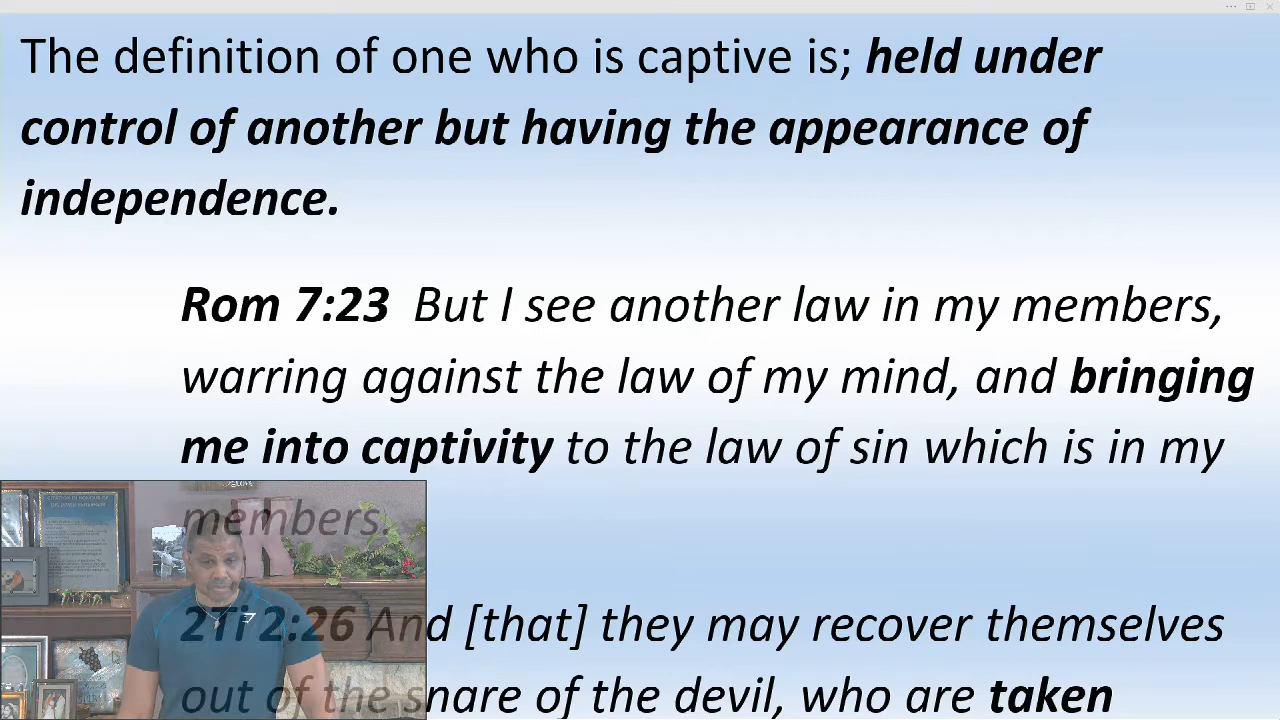 The definition of one who is captive is; held under
control of another but having the appearance of
independence.
Rom 7:23 But I see another law in my members,
warring against the law of my mind, and bringing
me into captivity to the law of sin which is in my
members.
2Ti 2:26 And [that] they may recover themselves
out of the snare of the devil, who are taken